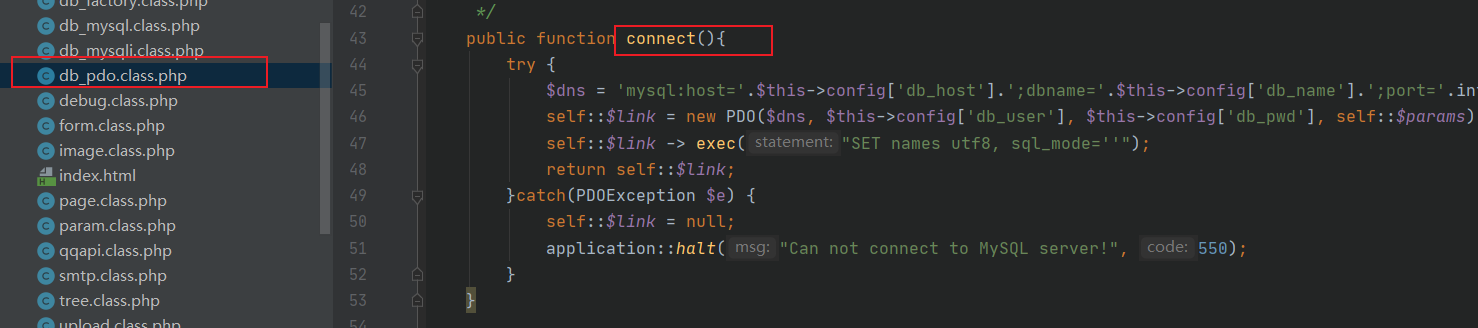 db_factory.class.php
db_mysql.class.php
db_mysqli.class.php
db_pdo.class.php
debug.class.php
form.class.php
image.class.php
index.html
page.class.php
param.class.php
qqapi.class.php
smtp.class.php
tree.class.php
upload.class.php
42 */
43 public function connect(){
44 try {
45 $dns = 'mysql:host='.$this->config['db_host'].';dbname='.$this->config['db_name'].';port='.int
46 self::$link = new PDO($dns, $this->config['db_user'], $this->config['db_pwd'], self::$params)
47 self::$link -> exec( statement: "SET names utf8, sql_mode=''");
48 return self::$link;
49 }catch(PDOException $e) {
50 self::$link = null;
51 application::halt( msg: "Can not connect to MySQL server!", code: 550);
52 }
53 }
54